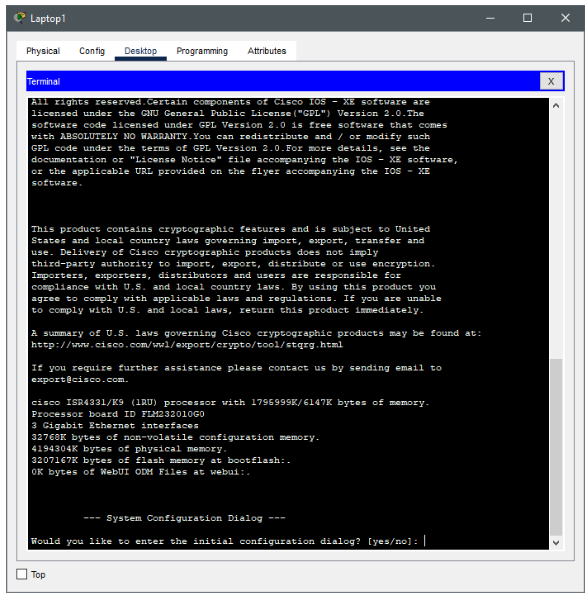 Laptop1
Physical Config Desktop Programming Attributes
Terminal X
All rights reserved.Certain components of Cisco IOS - XE software are
licensed under the GNU General Public License("GPL") Version 2.0.The
software code licensed under GPL Version 2.0 is free software that comes
with ABSOLUTELY NO WARRANTY.You can redistribute and / or modify such
GPL code under the terms of GPL Version 2.0.For more details, see the
documentation or "License Notice" file accompanying the IOS - XE software,
or the applicable URL provided on the flyer accompanying the IOS - XE
software.
This product contains cryptographic features and is subject to United
States and local country laws governing import, export, transfer and
use. Delivery of Cisco cryptographic products does not imply
third-party authority to import, export, distribute or use encryption.
Importers, exporters, distributors and users are responsible for
compliance with U.S. and local country laws. By using this product you
agree to comply with applicable laws and regulations. If you are unable
to comply with U.S. and local laws, return this product immediately.
A summary of U.S. laws governing Cisco cryptographic products may be found at:
http://www.cisco.com/wwl/export/crypto/tool/stqrg.html
If you require further assistance please contact us by sending email to
export@cisco.com.
cisco ISR4331/K9 (1RU) processor with 1795999K/6147K bytes of memory.
Processor board ID FLM232010G0
3 Gigabit Ethernet interfaces
32768K bytes of non-volatile configuration memory.
4194304K bytes of physical memory.
3207167K bytes of flash memory at bootflash:.
0K bytes of WebUI ODM Files at webui:.
--- System Configuration Dialog ---
Would you like to enter the initial configuration dialog? [yes/no]:
Top